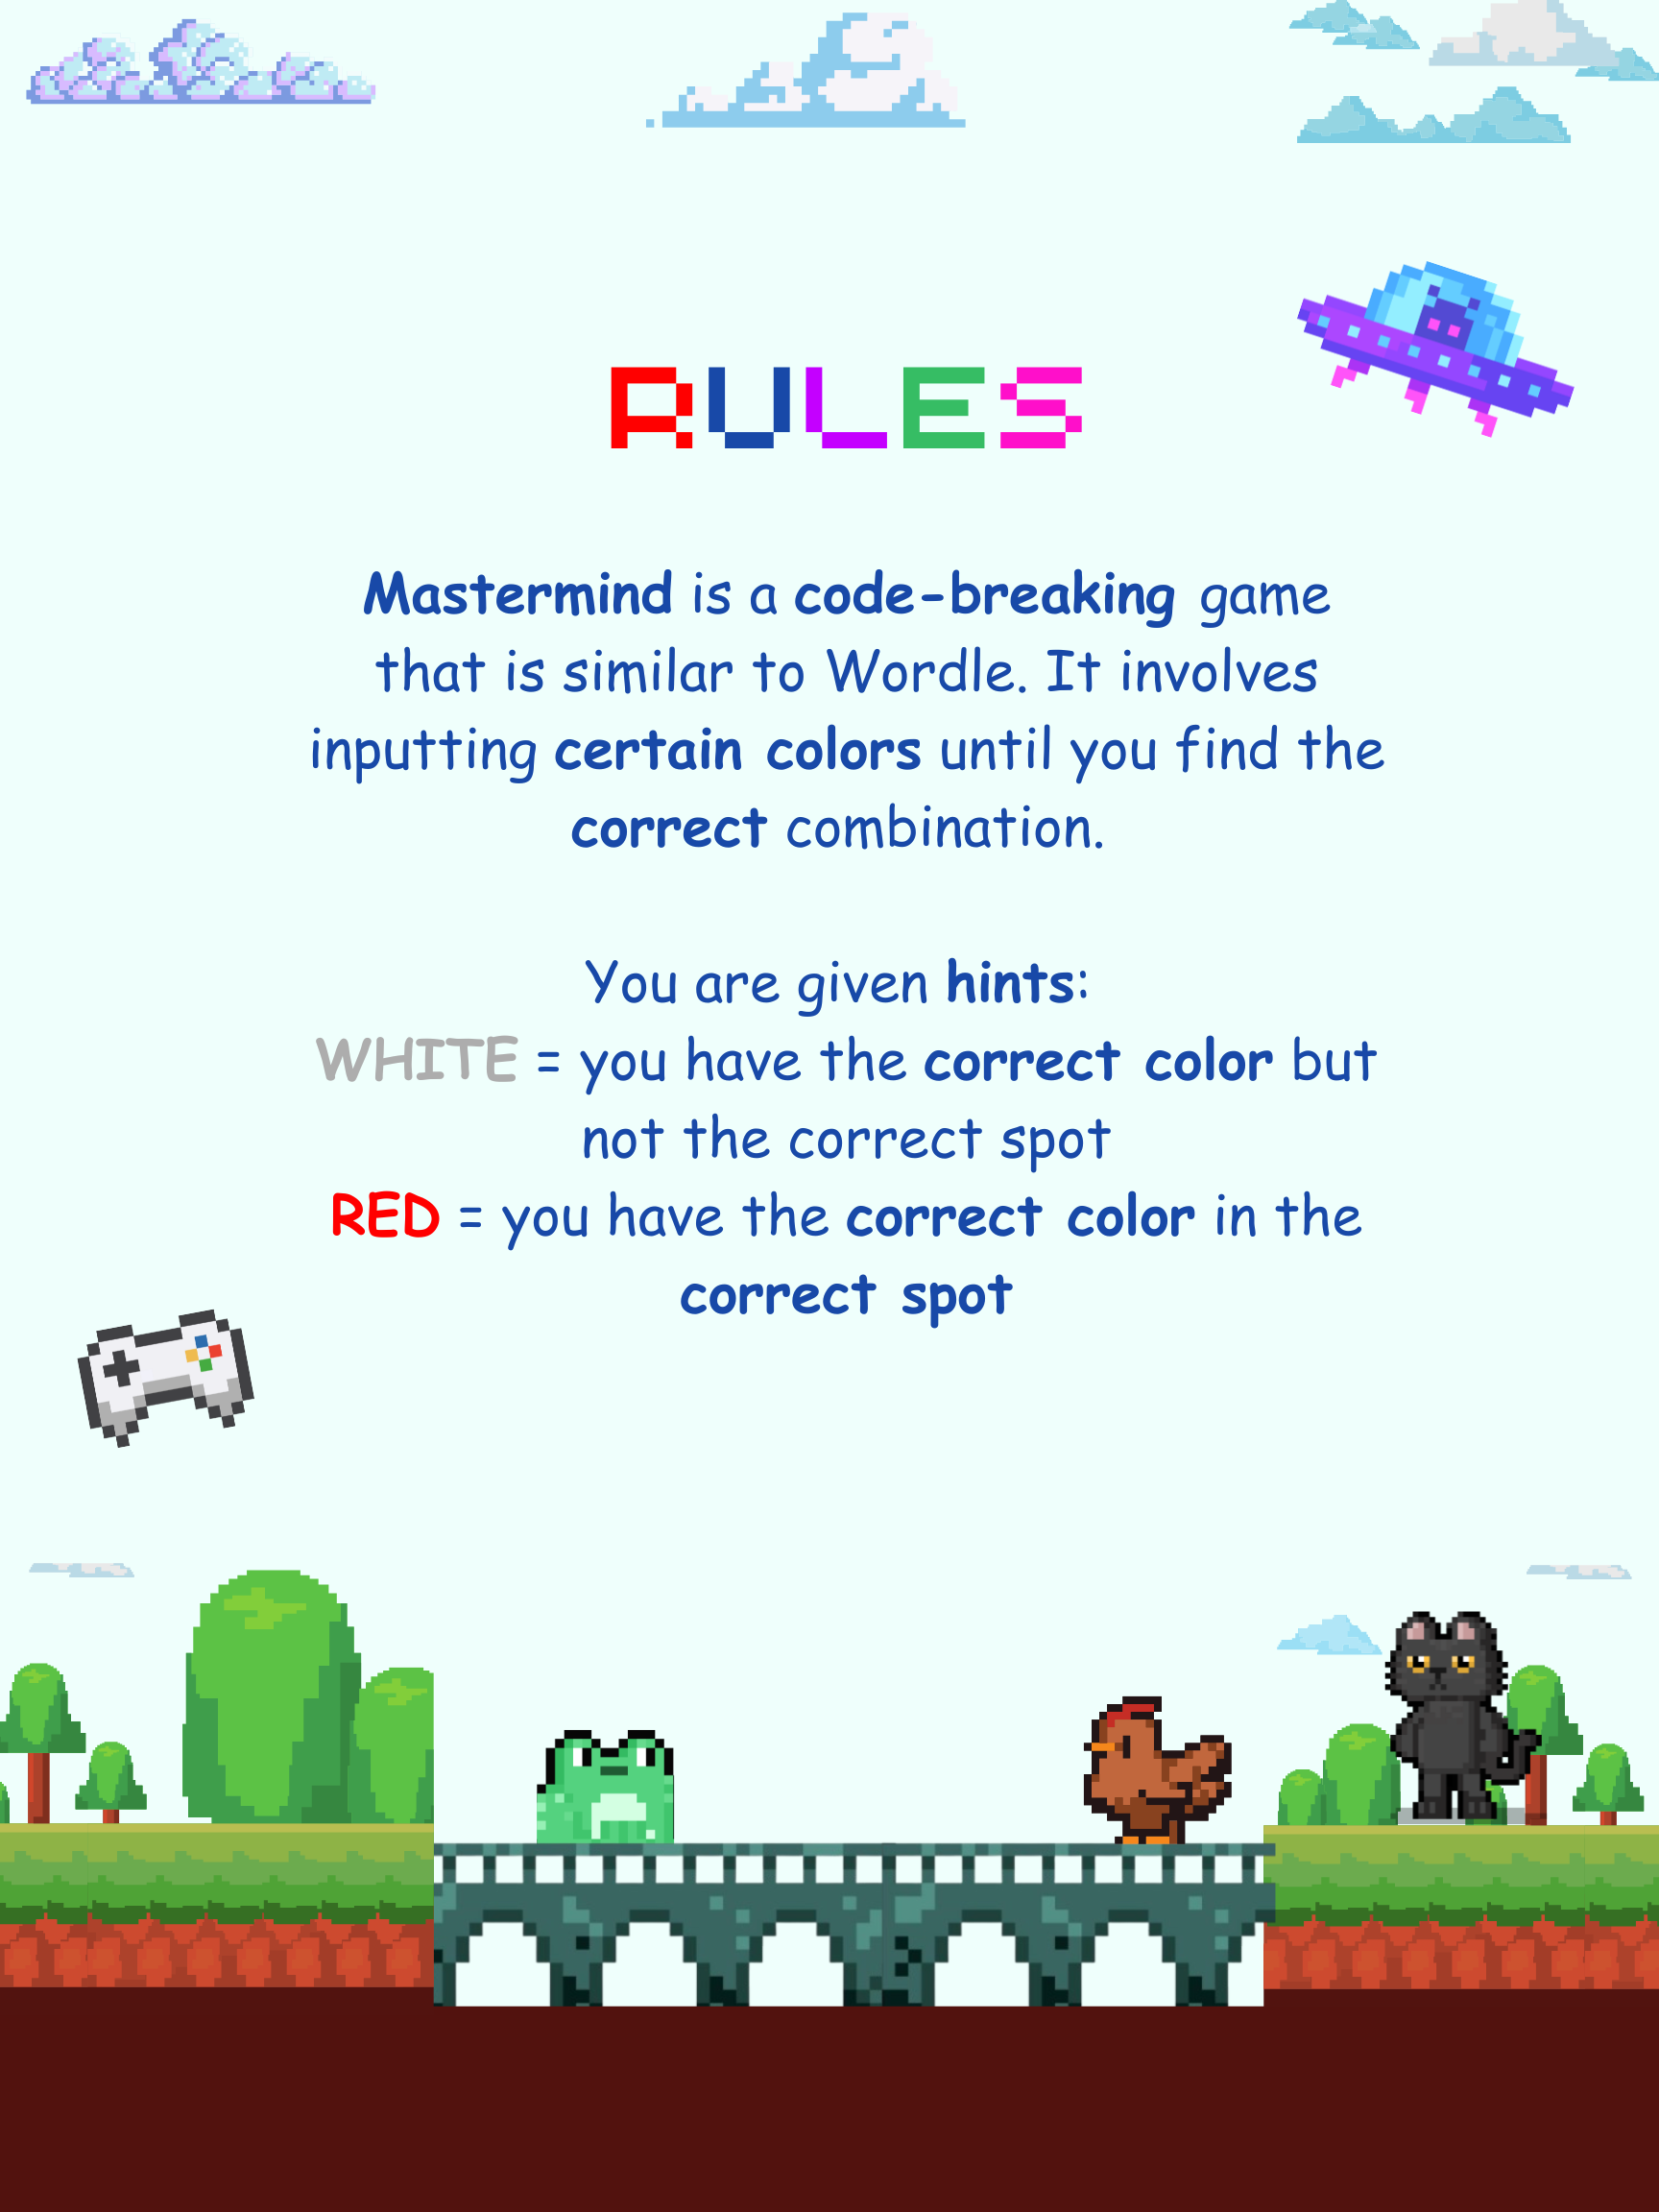 RULES
Mastermind is a code-breaking game
that is similar to Wordle. It involves
inputting certain colors until you find the
correct combination.
You are given hints:
WHITE = you have the correct color but
not the correct spot
RED = you have the correct color in the
correct spot